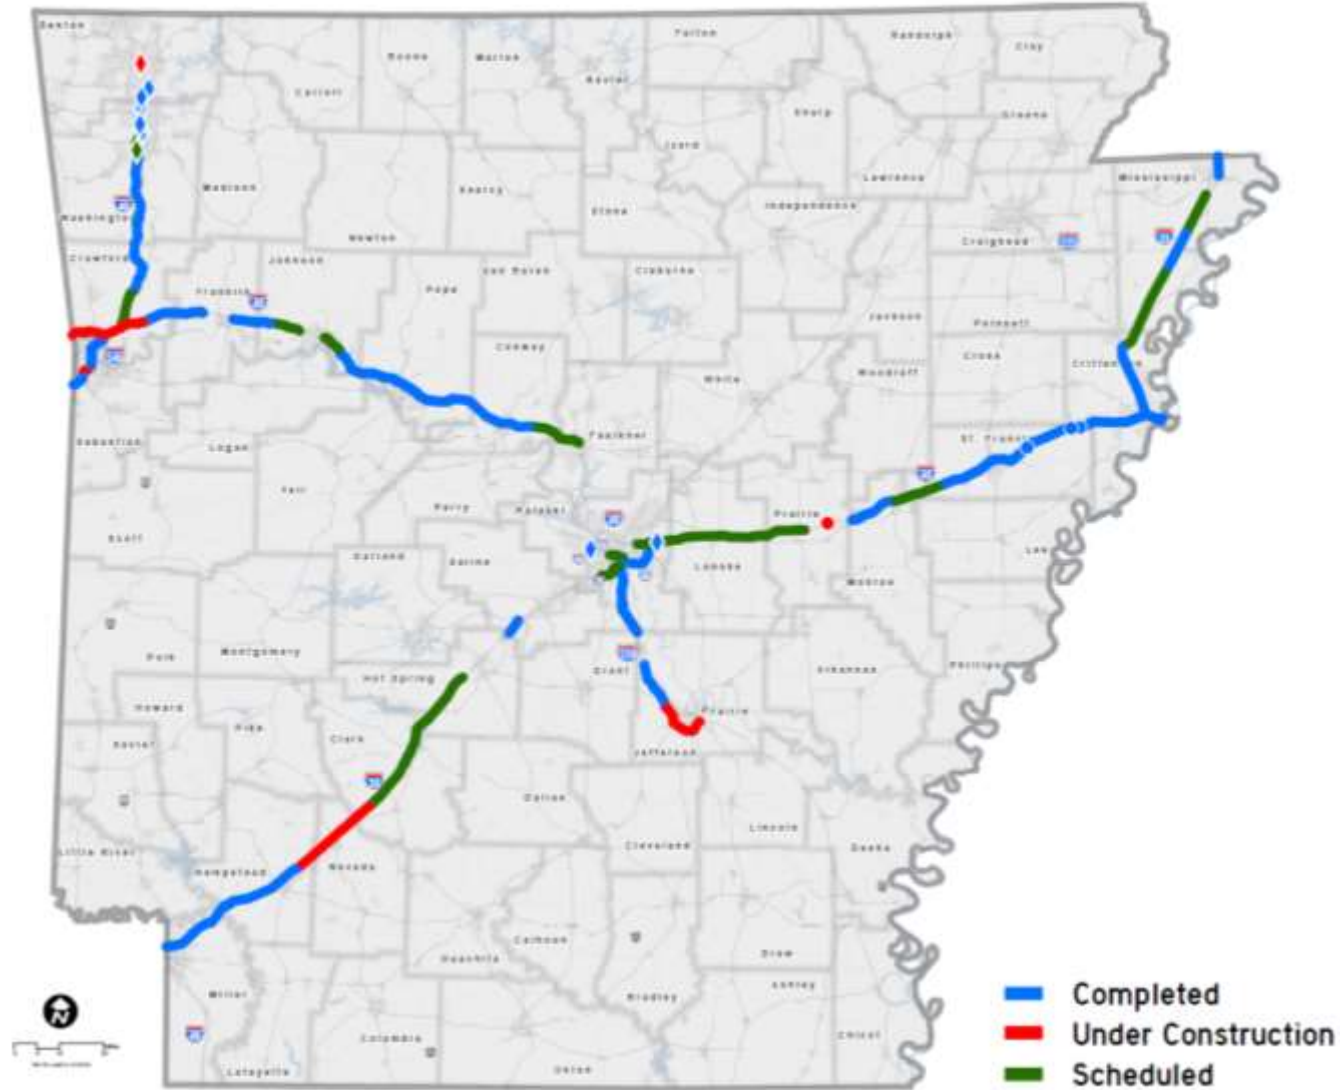 Benton
Boone
Marion
Fulton
Randolph
Clay
Carroll
Baxter
Sharp
Greene
Izard
Madison
Searcy
Stone
Lawrence
Mississippi
Washington
Independence
Newton
Craighead
Crawford
Johnson
Van Buren
Cleburne
Franklin
Pope
Jackson
Poinsett
Conway
Cross
Crittenden
White
Woodruff
Sebastian
Logan
Faulkner
St. Francis
Yell
Perry
Pulaski
Prairie
Scott
Garland
Saline
Lonoke
Lee
Monroe
Polk
Montgomery
Grant
Arkansas
Phillips
Hot Spring
Howard
Pike
Clark
Prairie
Sevier
Jefferson
Dallas
Lincoln
Cleveland
Little River
Hempstead
Nevada
Desha
Calhoun
Ouachita
Drew
Miller
Bradley
Ashley
Columbia
Chicot
Lafayette
Union
N
Completed
Under Construction
Scheduled